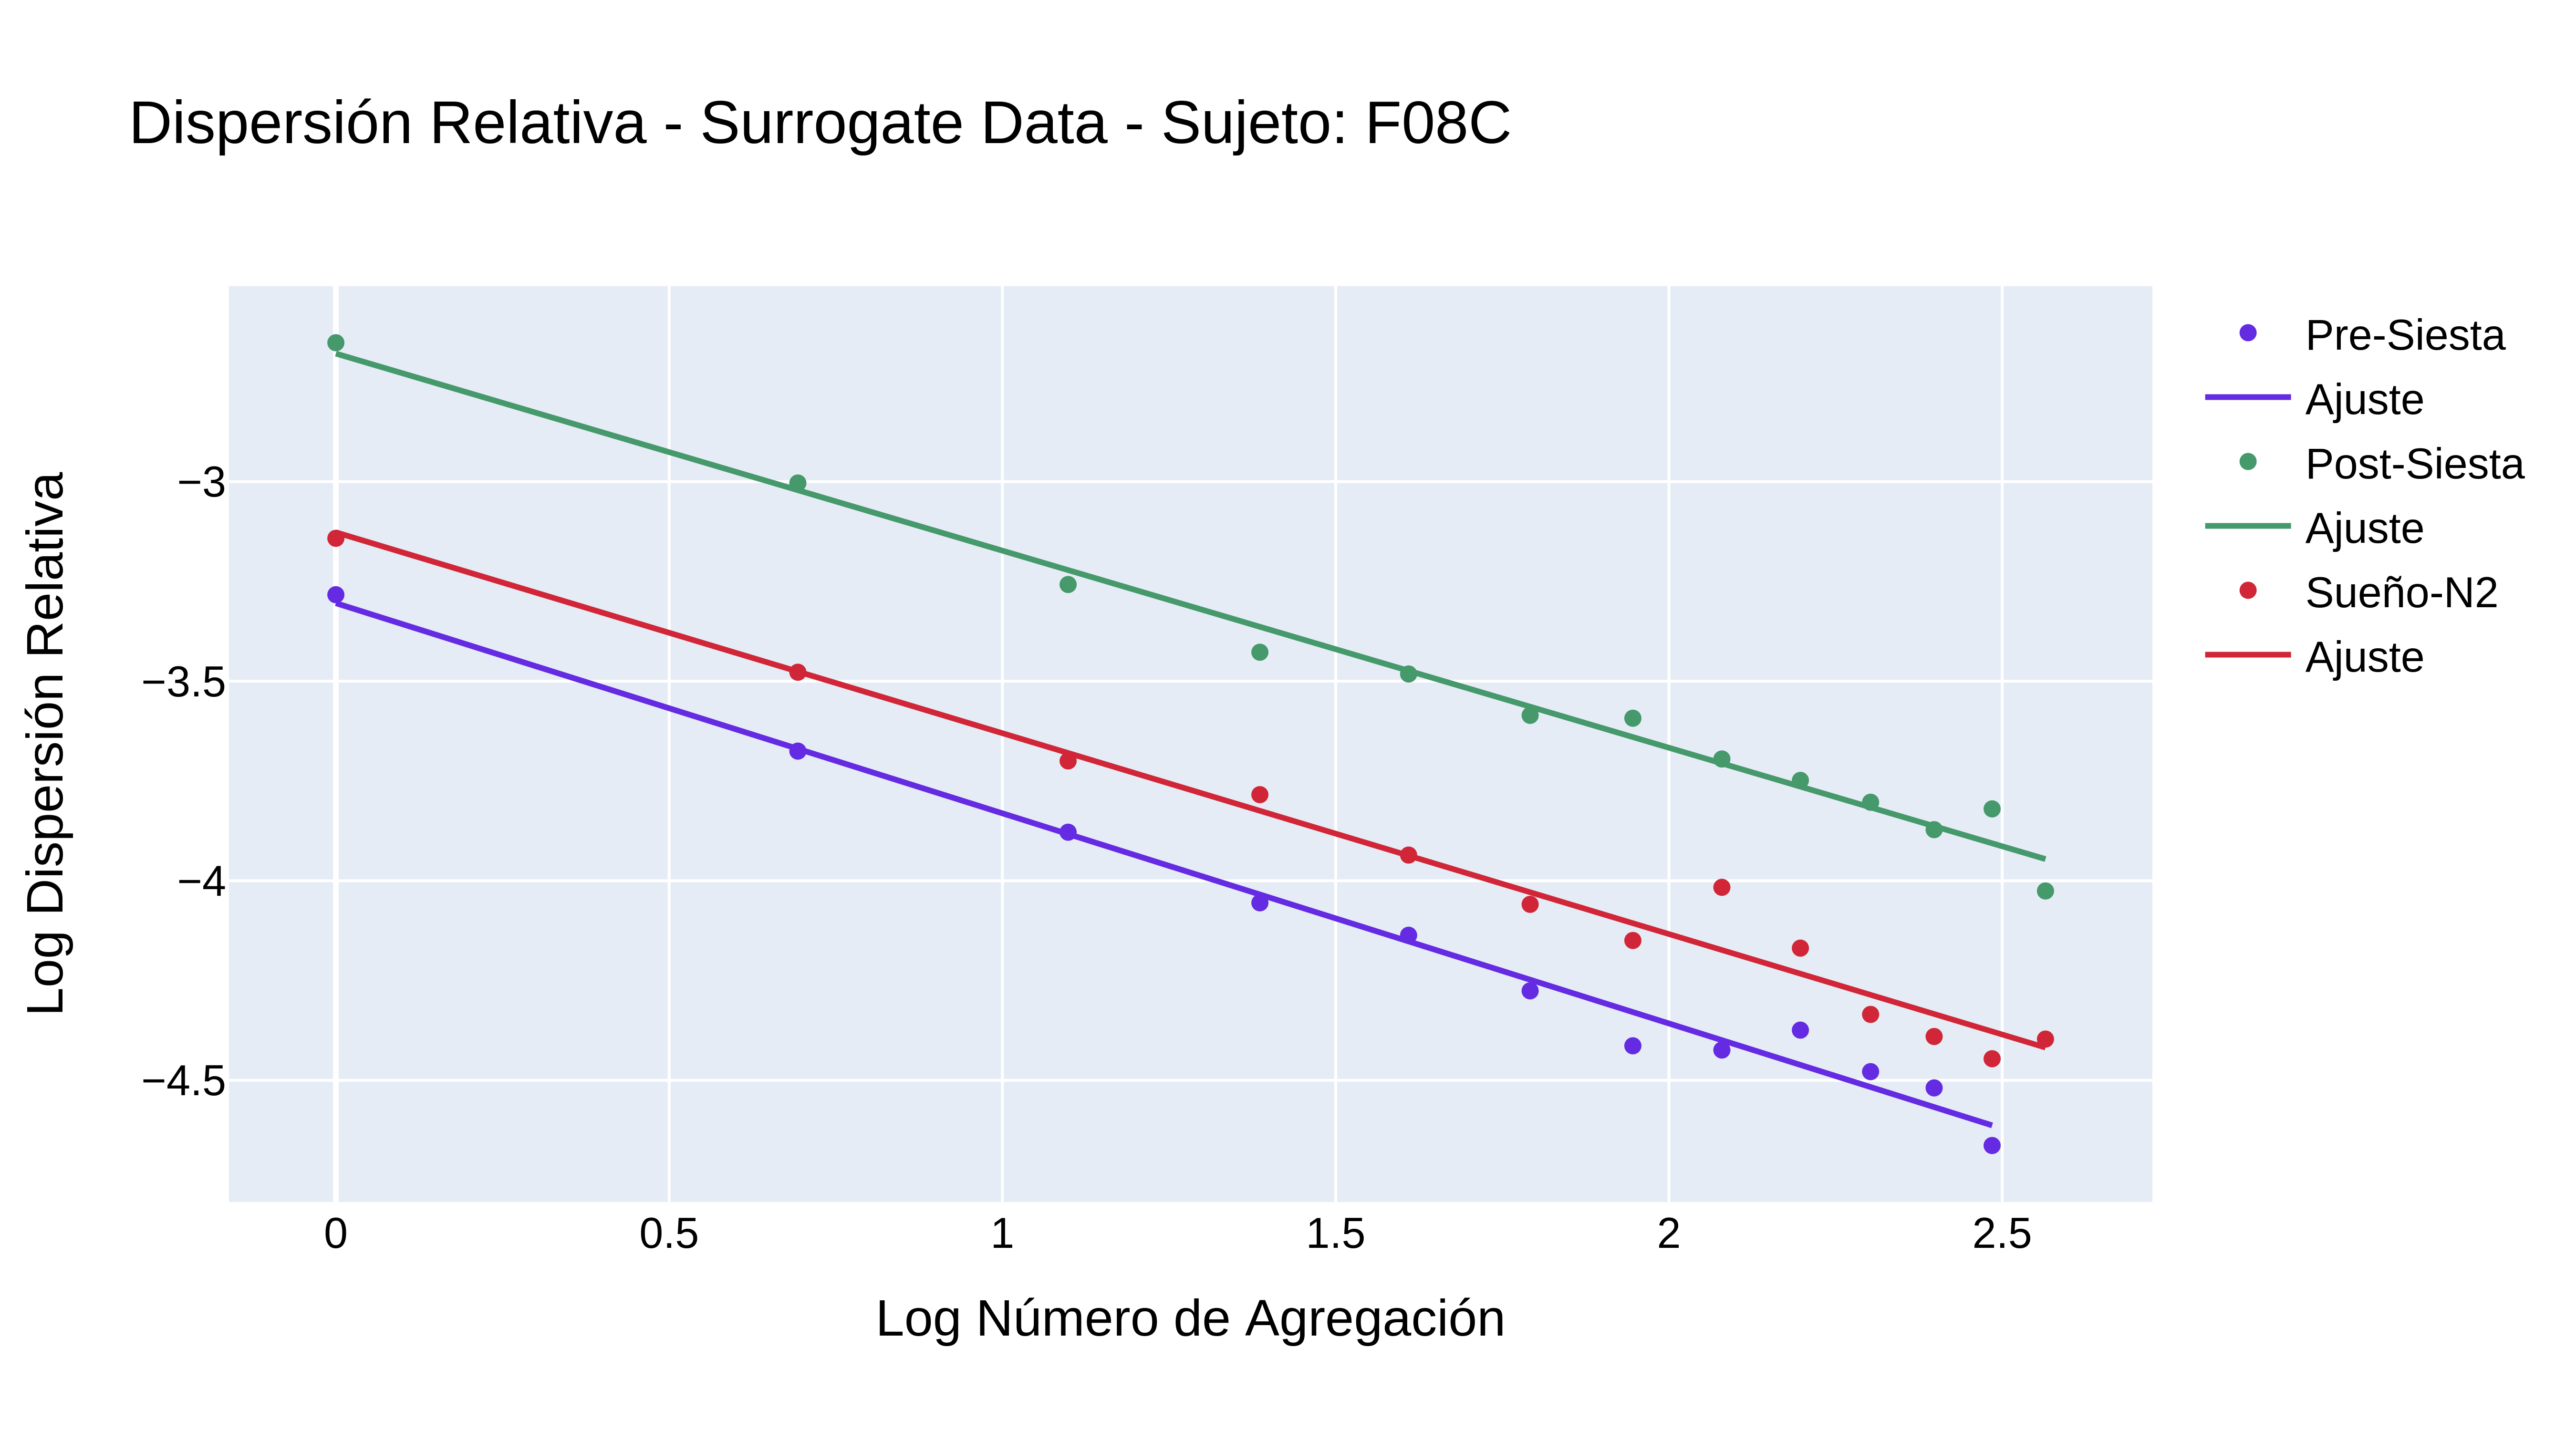 Dispersión Relativa - Surrogate Data - Sujeto: F08C
Log Dispersión Relativa
−3
−3.5
−4
−4.5
0
0.5
1
1.5
2
2.5
Log Número de Agregación
Pre-Siesta
Ajuste
Post-Siesta
Ajuste
Sueño-N2
Ajuste